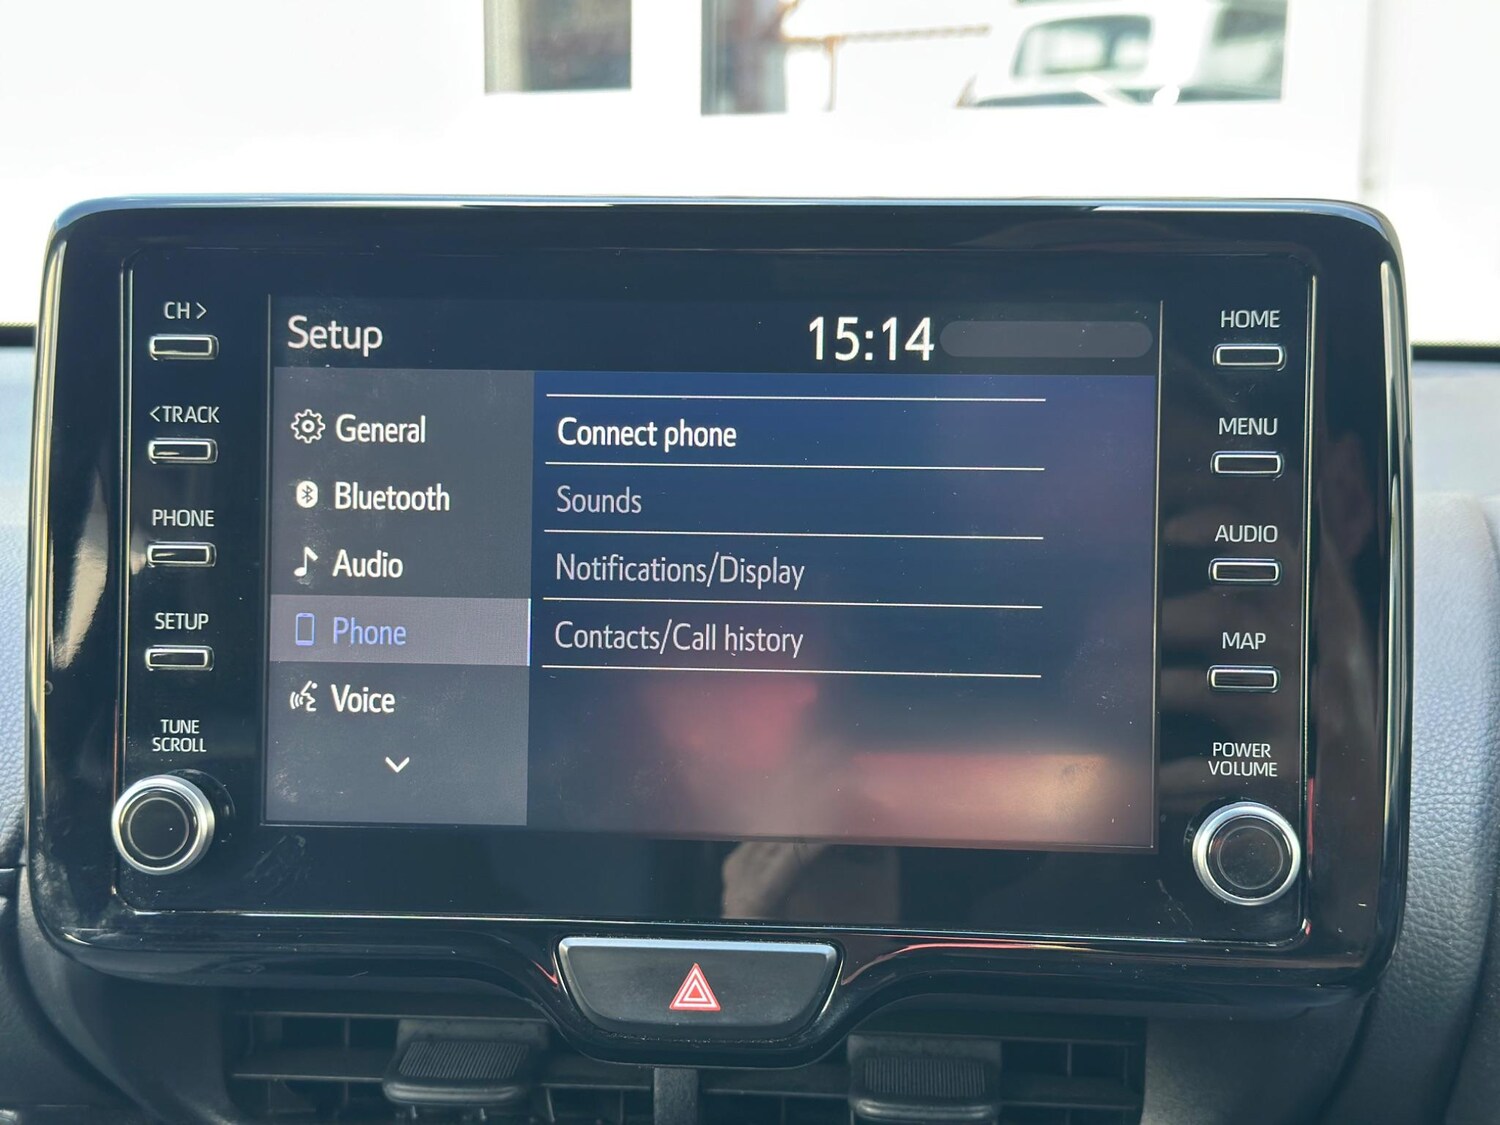 CH >
<TRACK
PHONE
SETUP
TUNE
SCROLL
Setup
15:14
General
Bluetooth
Audio
Phone
Voice
Connect phone
Sounds
Notifications/Display
Contacts/Call history
HOME
MENU
AUDIO
MAP
POWER
VOLUME